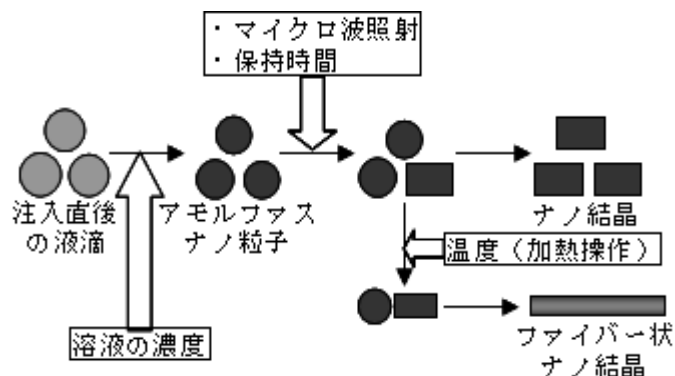 ・マイクロ波照射
・保持時間
注入直後
の液滴
アモルファス
ナノ粒子
ナノ結晶
温度（加熱操作）
溶液の濃度
ファイバー状
ナノ結晶